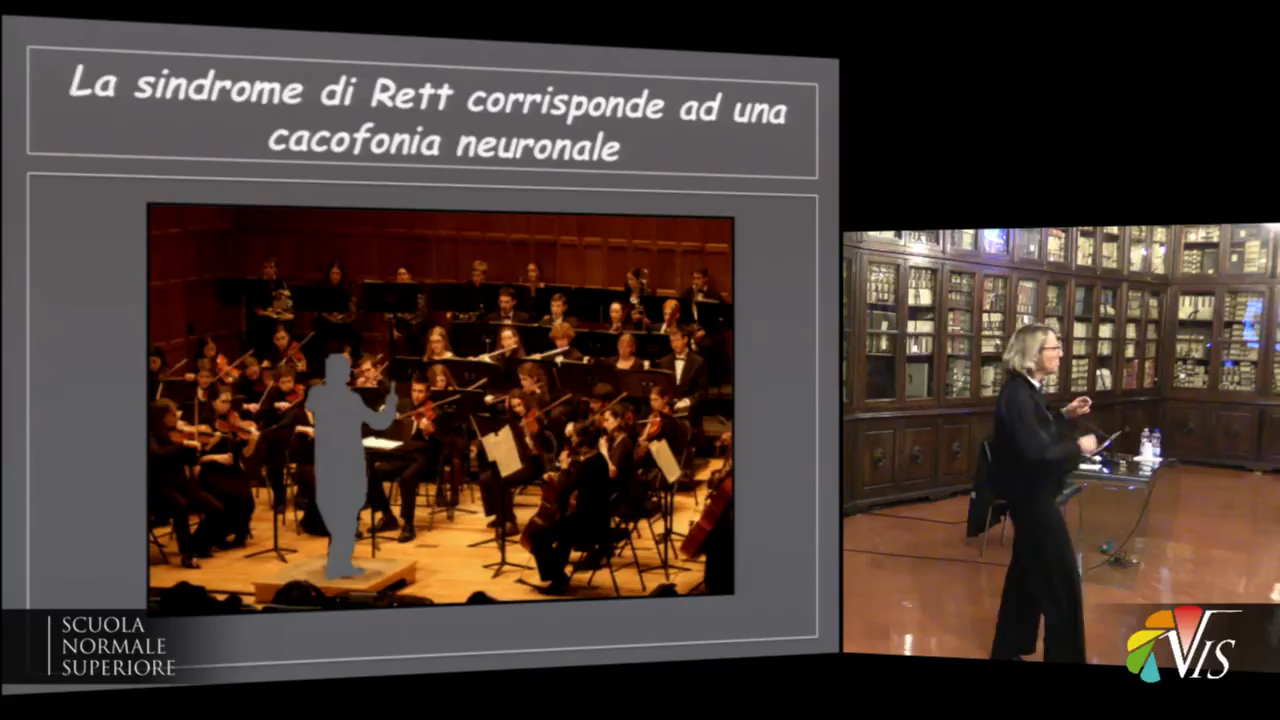 La sindrome di Rett corrisponde ad una
cacofonia neuronale
SCUOLA
NORMALE
SUPERIORE
VIS